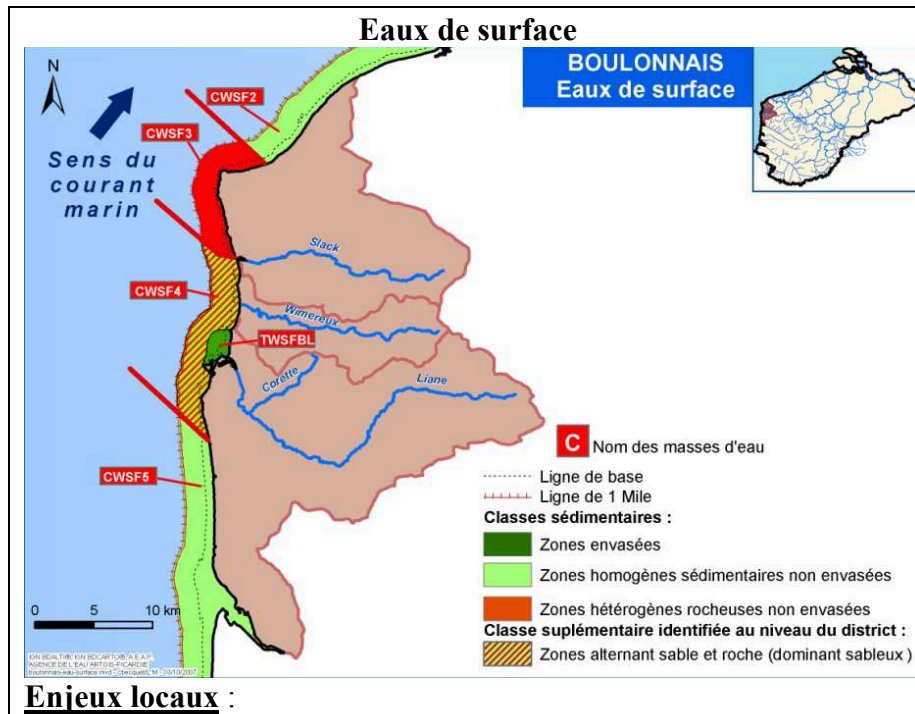 Eaux de surface
BOULONNAIS
Eaux de surface
N
CWSF2
CWSF3
Sens du
courant
marin
Slack
CWSF4
Wimereux
TWSFBL
Corette
Liane
C Nom des masses d'eau
CWSF5
Ligne de base
Ligne de 1 Mile
Classes sédimentaires :
Zones envasées
Zones homogènes sédimentaires non envasées
0 5 10 km
Zones hétérogènes rocheuses non envasées
Classe suplémentaire identifiée au niveau du district :
Zones alternant sable et roche (dominant sableux )
AGENCE DE L'EAU ARTOIS-PICARDIE
Enjeux locaux :